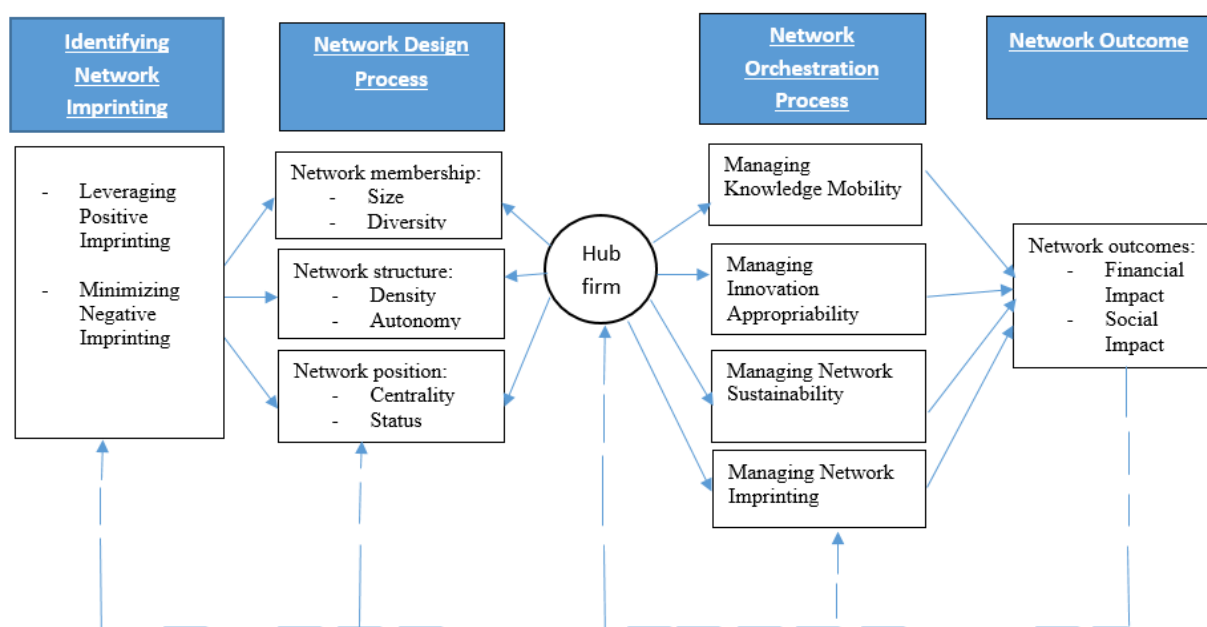 Identifying
Network
Imprinting
Network Design
Process
Network
Orchestration
Process
Network Outcome
- Leveraging
Positive
Imprinting
- Minimizing
Negative
Imprinting
Network membership:
- Size
- Diversity
Network structure:
- Density
- Autonomy
Network position:
- Centrality
- Status
Hub
firm
Managing
Knowledge Mobility
Managing
Innovation
Appropriability
Managing Network
Sustainability
Managing Network
Imprinting
Network outcomes:
- Financial
Impact
- Social
Impact